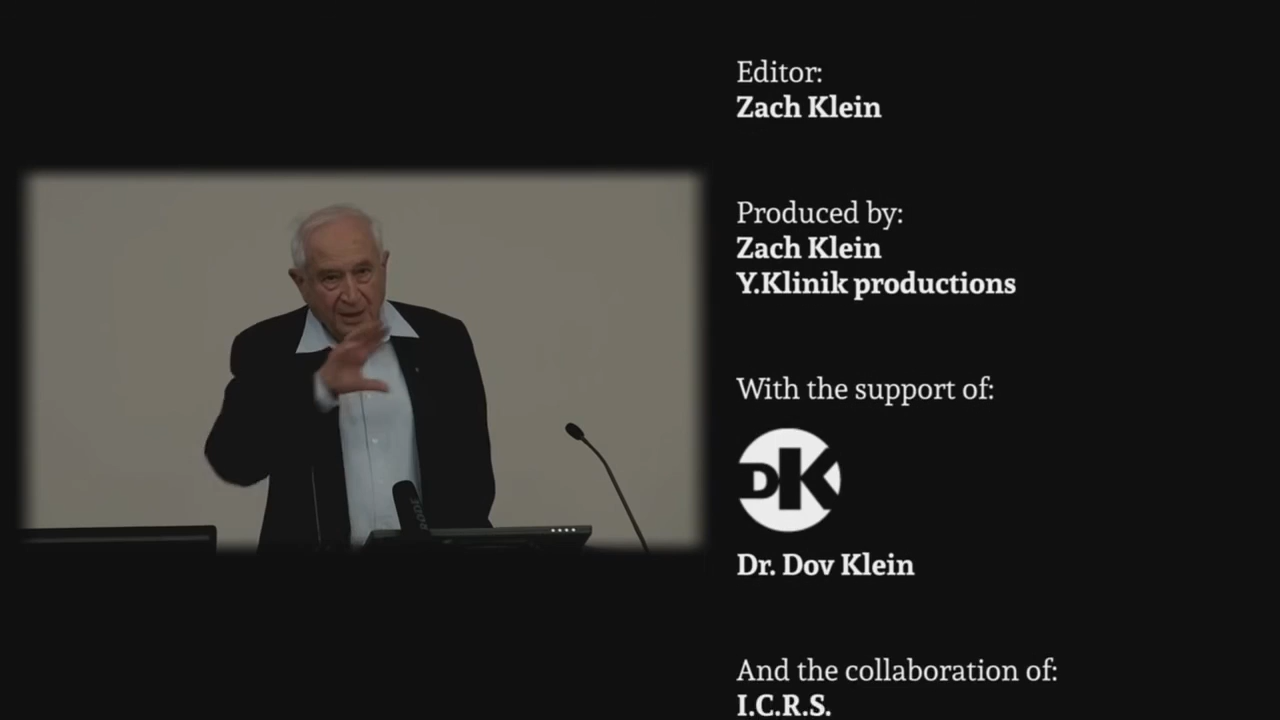 Editor:
Zach Klein
Produced by:
Zach Klein
Y.Klinik productions
With the support of:
DK
Dr. Dov Klein
And the collaboration of:
I.C.R.S.
RODE